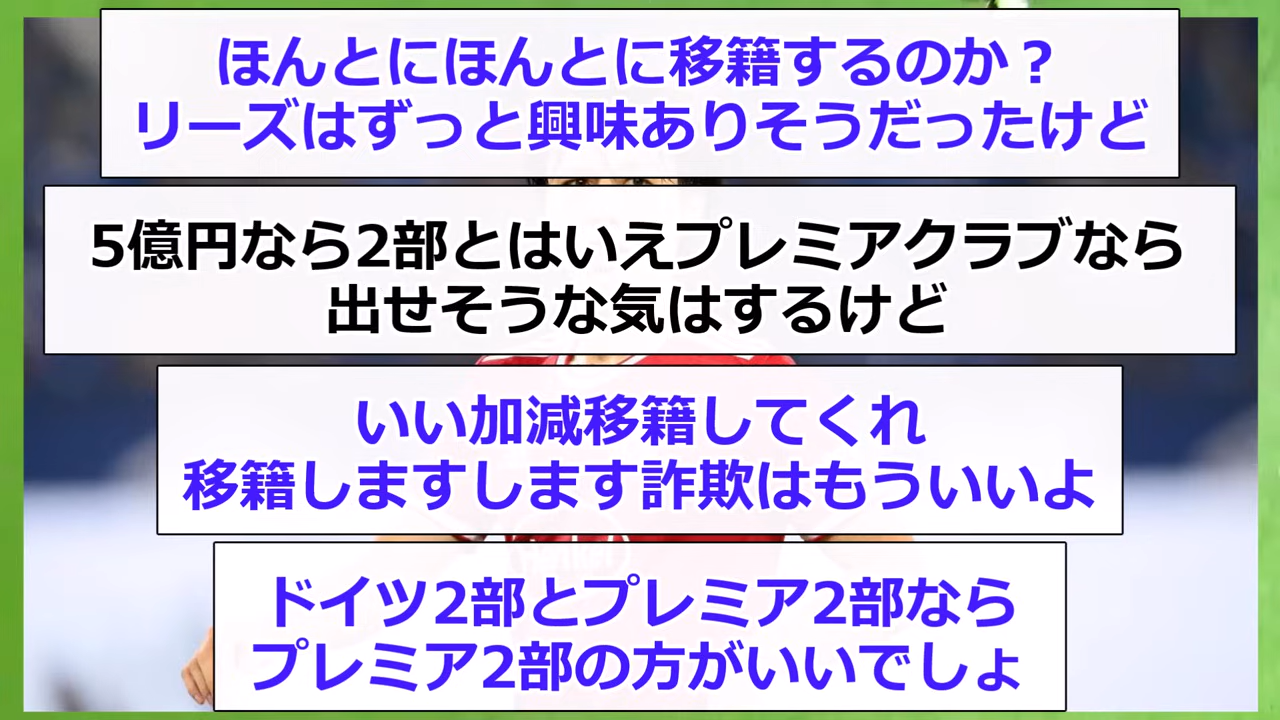 ほんとにほんとに移籍するのか？
リーズはずっと興味ありそうだったけど
5億円なら2部とはいえプレミアクラブなら
出せそうな気はするけど
いい加減移籍してくれ
移籍しますします詐欺はもういいよ
ドイツ2部とプレミア2部なら
プレミア2部の方がいいでしょ